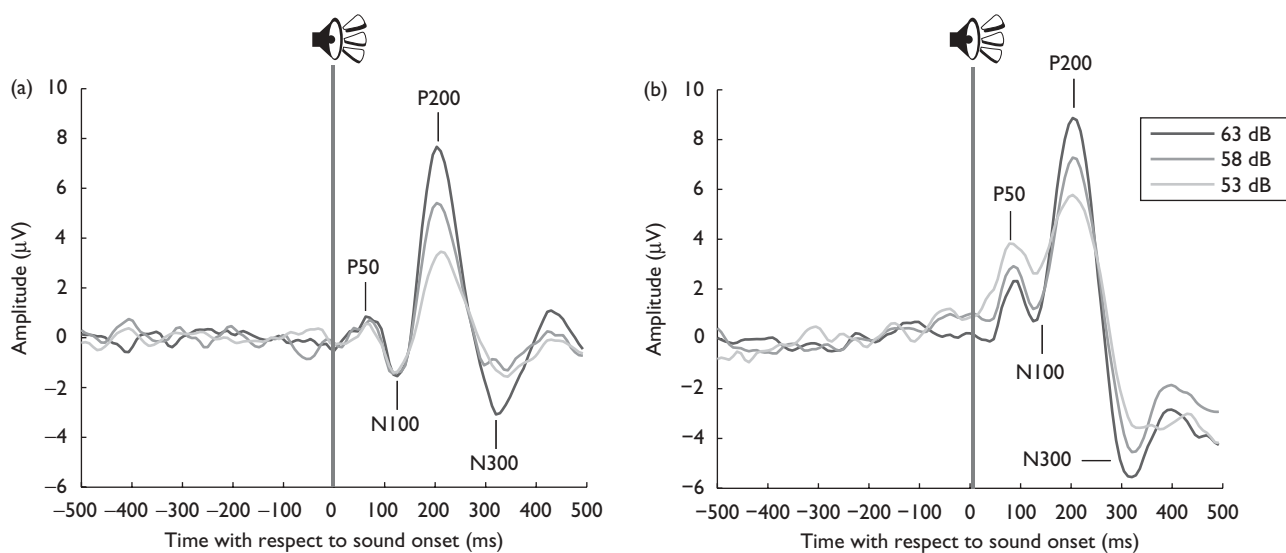 (a)
P200
10
8
6
4
2
0
−2
−4
−6
Amplitude (µV)
P50
N100
N300
−500 −400 −300 −200 −100 0 100 200 300 400 500
Time with respect to sound onset (ms)
(b)
P200
10
8
6
4
2
0
−2
−4
−6
Amplitude (µV)
P50
N100
N300
63 dB
58 dB
53 dB
−500 −400 −300 −200 −100 0 100 200 300 400 500
Time with respect to sound onset (ms)